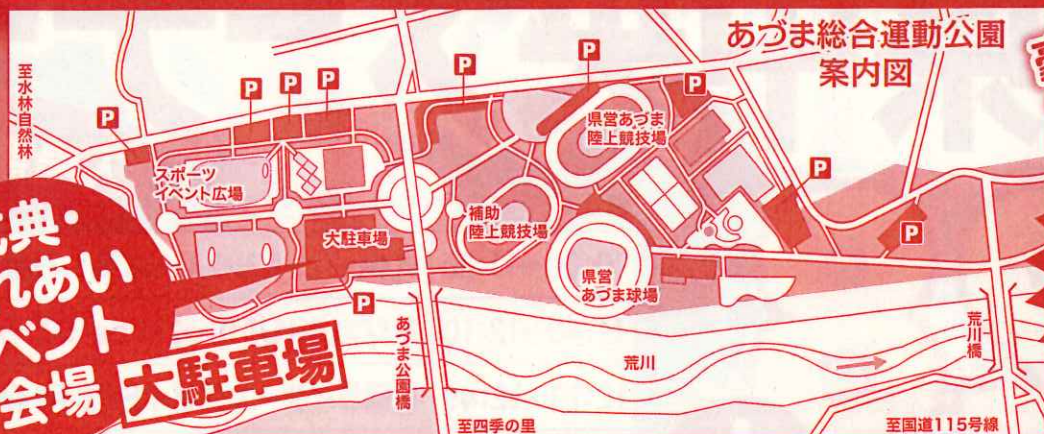 あづま総合運動公園
案内図
至水林自然林
P
P
P
P
P
P
P
P
P
P
スポーツ
イベント広場
県営あづま
陸上競技場
補助
陸上競技場
大駐車場
県営
あづま球場
典・
れあい
ベント
会場
大駐車場
あづま公園橋
荒川
荒川橋
至四季の里
至国道115号線